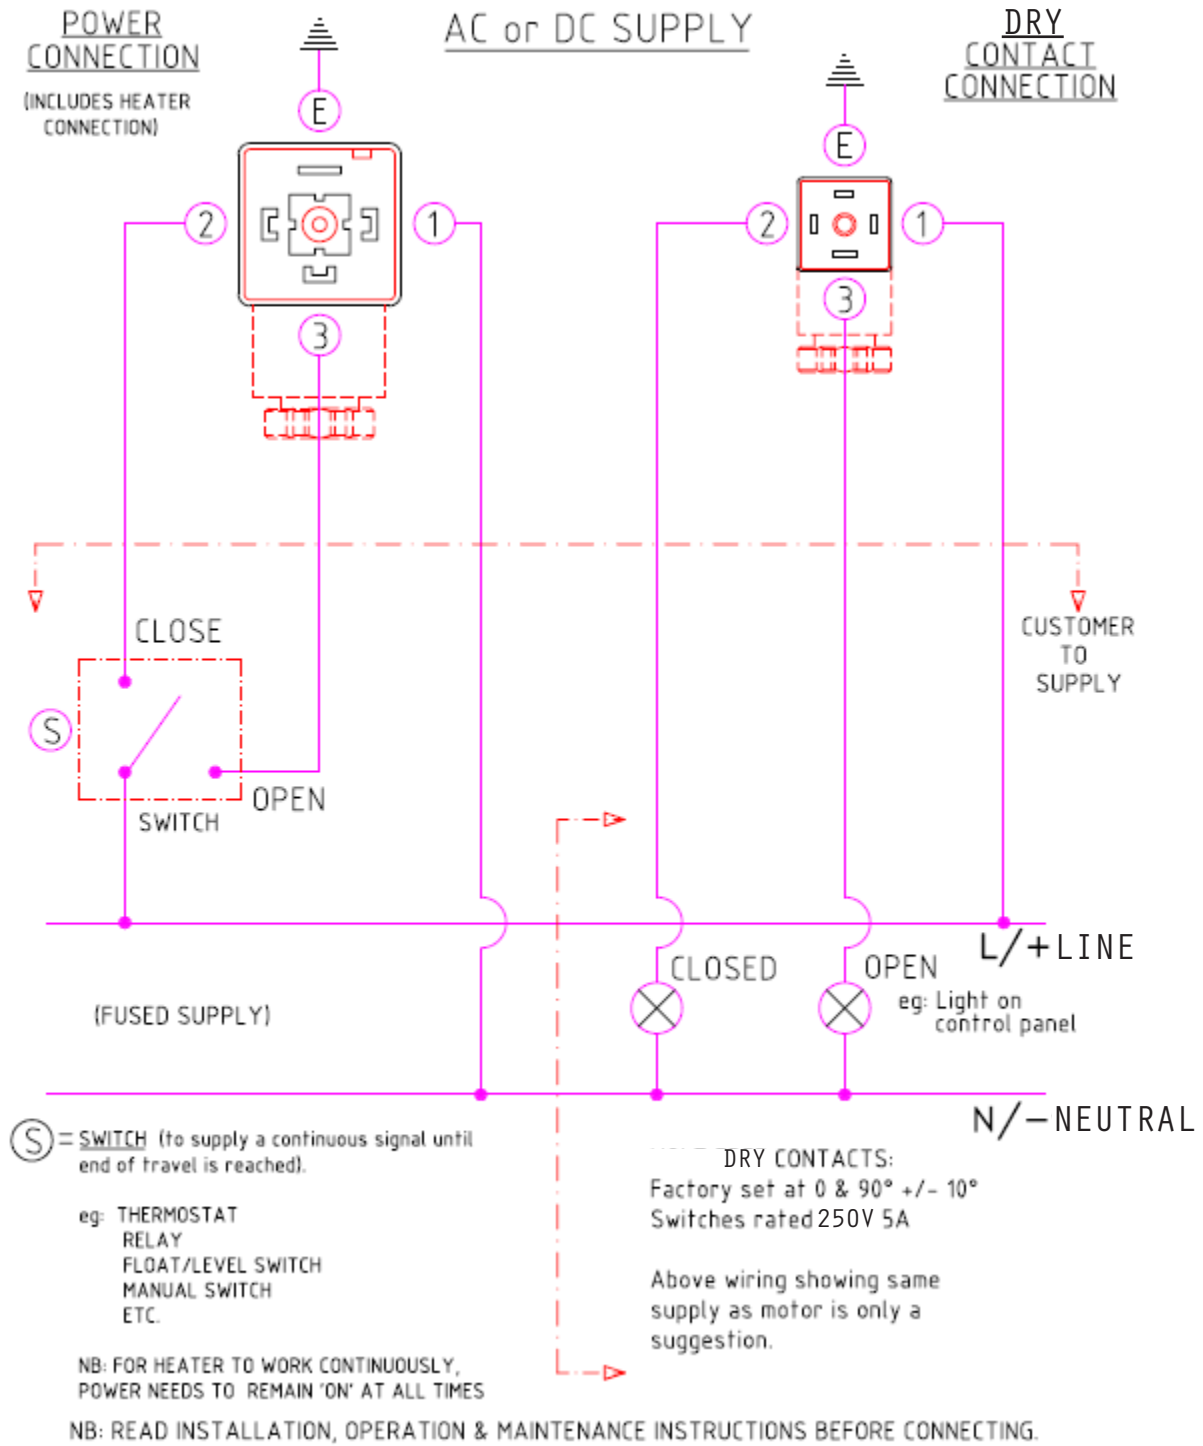 POWER
CONNECTION
(INCLUDES HEATER
CONNECTION)
AC or DC SUPPLY
DRY
CONTACT
CONNECTION
E
2
1
3
E
2
1
3
CUSTOMER
TO
SUPPLY
CLOSE
S
OPEN
SWITCH
L/+LINE
CLOSED
OPEN
eg: Light on
control panel
(FUSED SUPPLY)
N/-NEUTRAL
S = SWITCH (to supply a continuous signal until
end of travel is reached).
eg: THERMOSTAT
RELAY
FLOAT/LEVEL SWITCH
MANUAL SWITCH
ETC.
NB: FOR HEATER TO WORK CONTINUOUSLY,
POWER NEEDS TO REMAIN 'ON' AT ALL TIMES
DRY CONTACTS:
Factory set at 0 & 90° +/- 10°
Switches rated 250V 5A
Above wiring showing same
supply as motor is only a
suggestion.
NB: READ INSTALLATION, OPERATION & MAINTENANCE INSTRUCTIONS BEFORE CONNECTING.